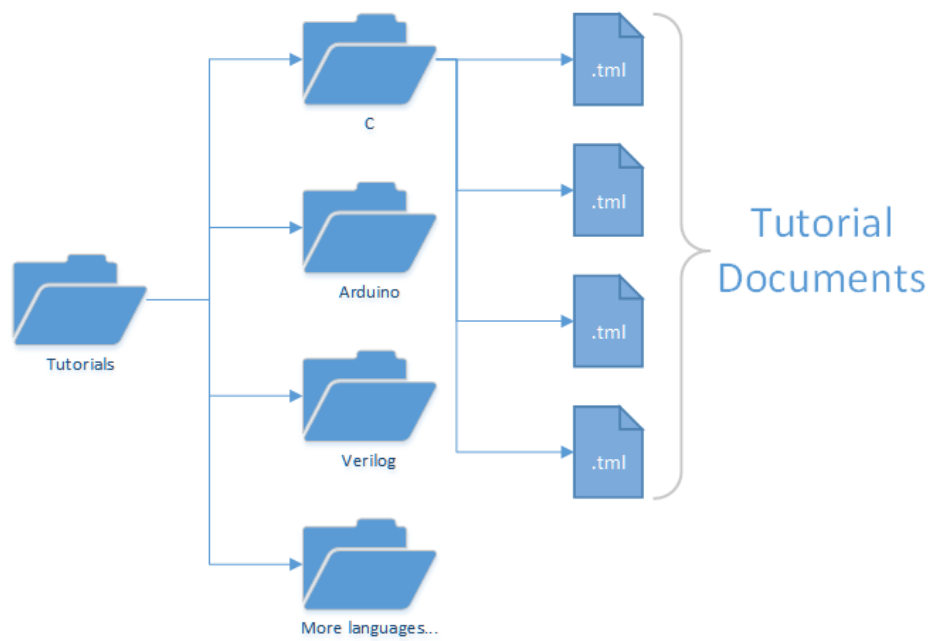 C
Arduino
Tutorials
Verilog
More languages...
.tml
.tml
.tml
.tml
Tutorial
Documents